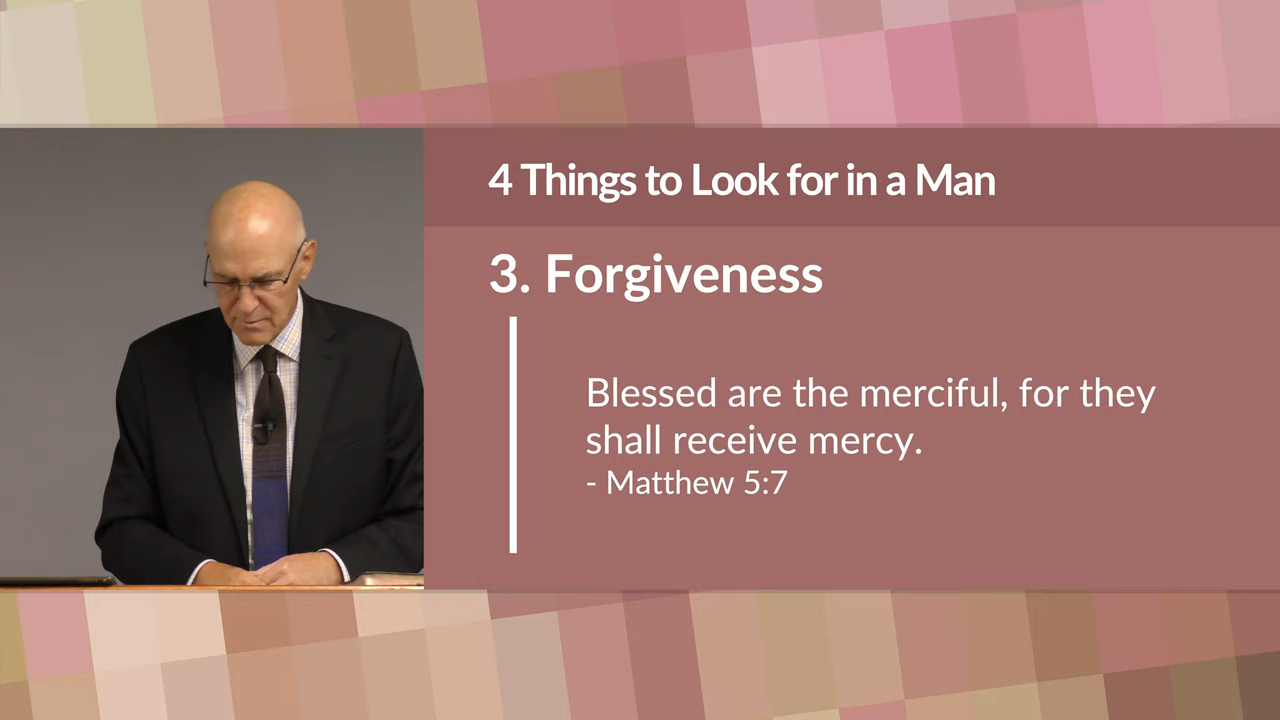 4 Things to Look for in a Man
3. Forgiveness
Blessed are the merciful, for they
shall receive mercy.
- Matthew 5:7